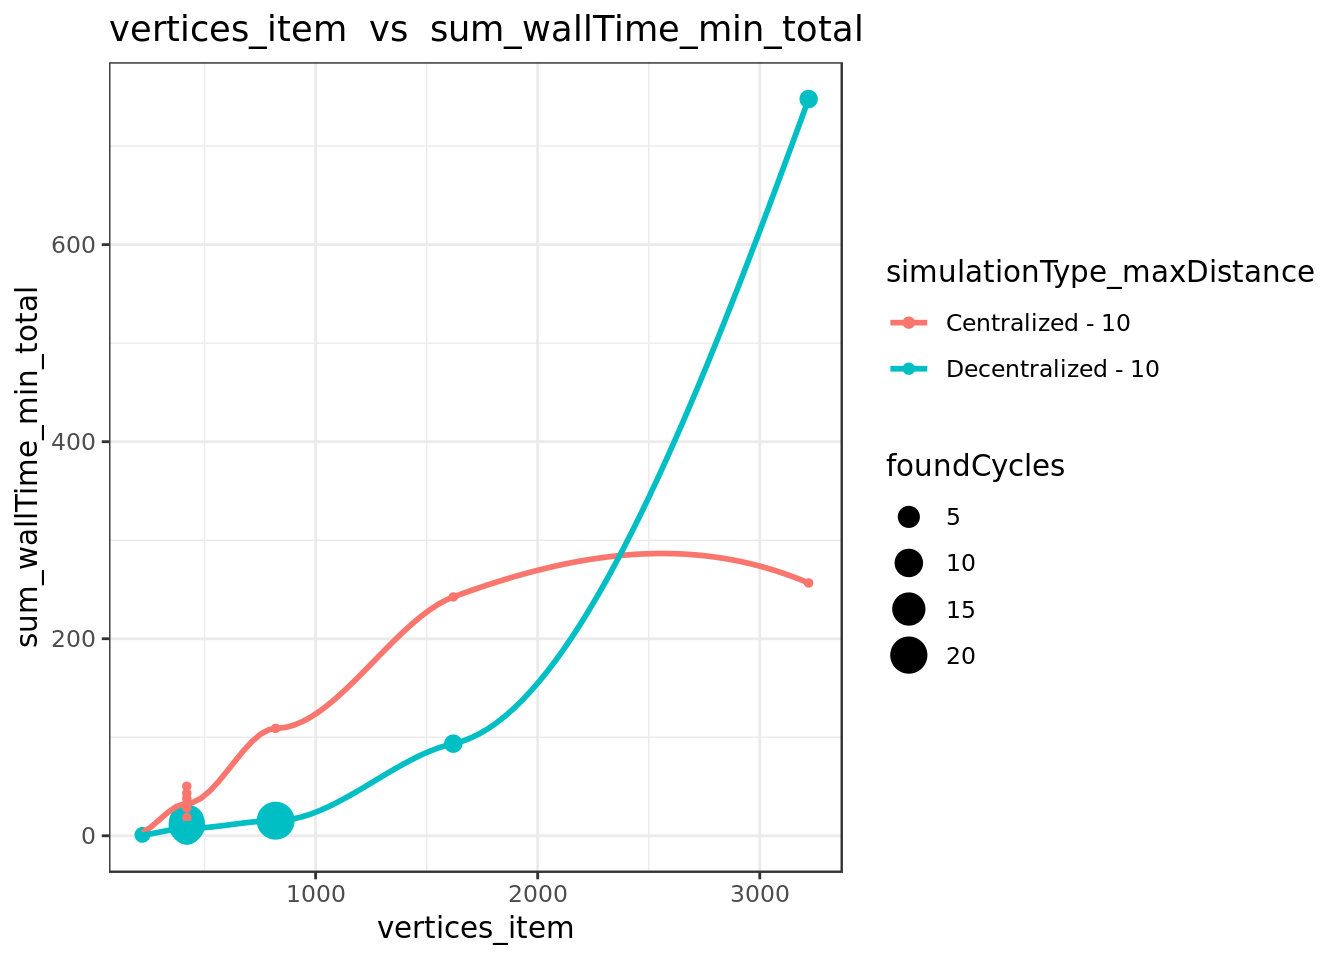 vertices_item  vs  sum_wallTime_min_total
sum_wallTime_min_total
600
400
200
0
1000
2000
3000
vertices_item
simulationType_maxDistance
Centralized - 10
Decentralized - 10
foundCycles
5
10
15
20